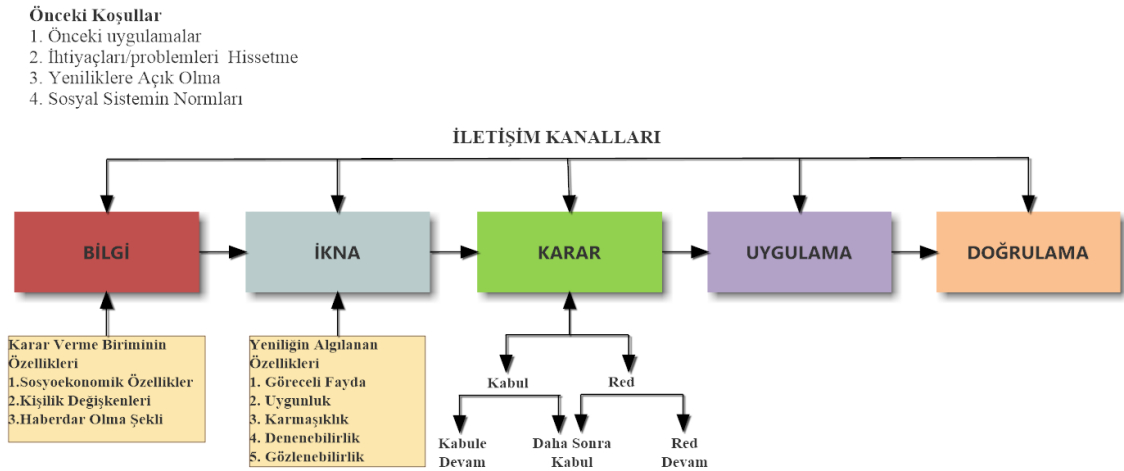 Önceki Koşullar
1. Önceki uygulamalar
2. İhtiyaçları/problemleri Hissetme
3. Yeniliklere Açık Olma
4. Sosyal Sistemin Normları
İLETİŞİM KANALLARI
BİLGİ
İKNA
KARAR
UYGULAMA
DOĞRULAMA
Karar Verme Biriminin
Özellikleri
1.Sosyoekonomik Özellikler
2.Kişilik Değişkenleri
3.Haberdar Olma Şekli
Yeniliğin Algılanan
Özellikleri
1. Göreceli Fayda
2. Uygunluk
3. Karmaşıklık
4. Denenebilirlik
5. Gözlenebilirlik
Kabul
Red
Kabule
Devam
Daha Sonra
Kabul
Red
Devam